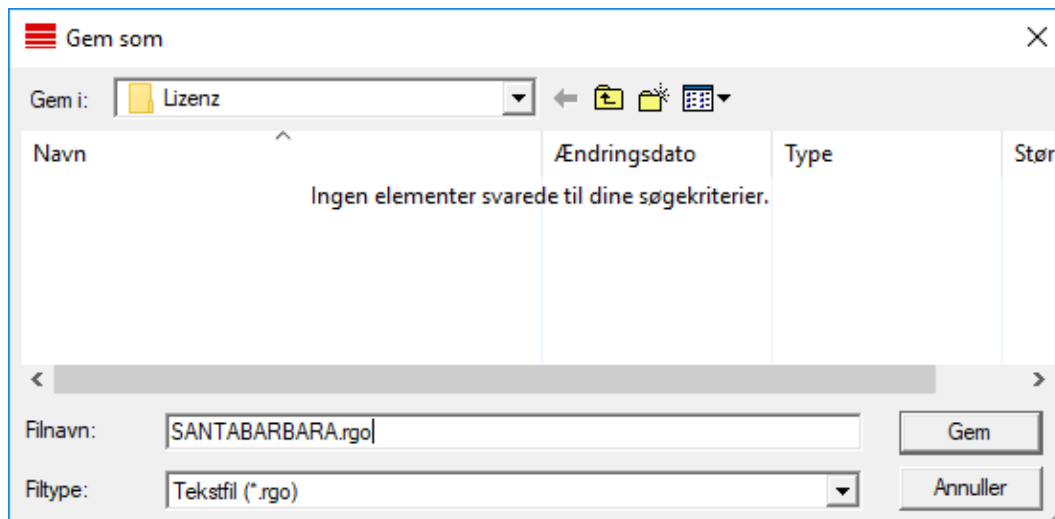 Gem som
Gem i: Lizenz
Navn Ændringsdato Type Stør
Ingen elementer svarede til dine søgekriterier.
Filnavn: SANTABARBARA.rgo Gem
Filtype: Tekstfil (*.rgo) Annuller